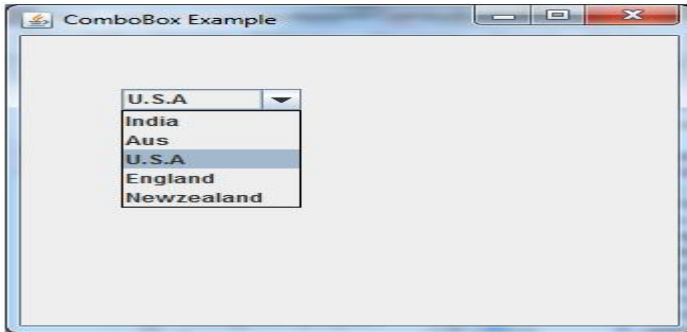 ComboBox Example
U.S.A
India
Aus
U.S.A
England
Newzealand